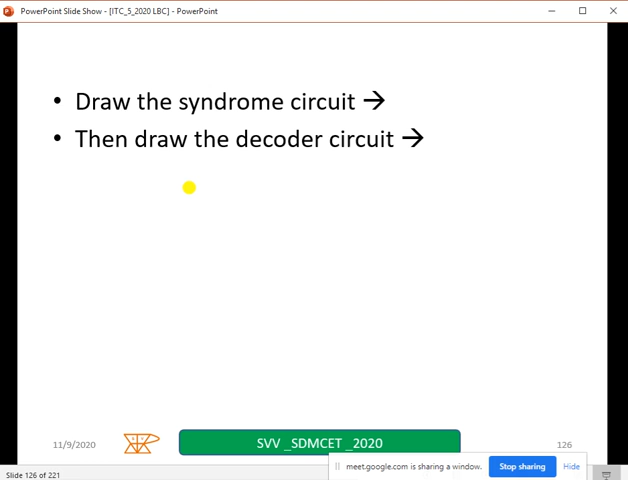 PowerPoint Slide Show - [ITC_5_2020 LBC] - PowerPoint
• Draw the syndrome circuit →
• Then draw the decoder circuit →
11/9/2020
SVV _SDMCET _2020
126
meet.google.com is sharing a window.
Stop sharing
Hide
Slide 126 of 221